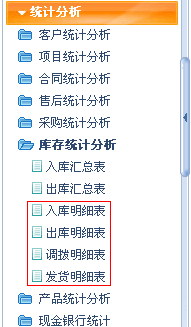 统计分析
客户统计分析
项目统计分析
合同统计分析
售后统计分析
采购统计分析
库存统计分析
入库汇总表
出库汇总表
入库明细表
出库明细表
调拨明细表
发货明细表
产品统计分析
现金银行统计